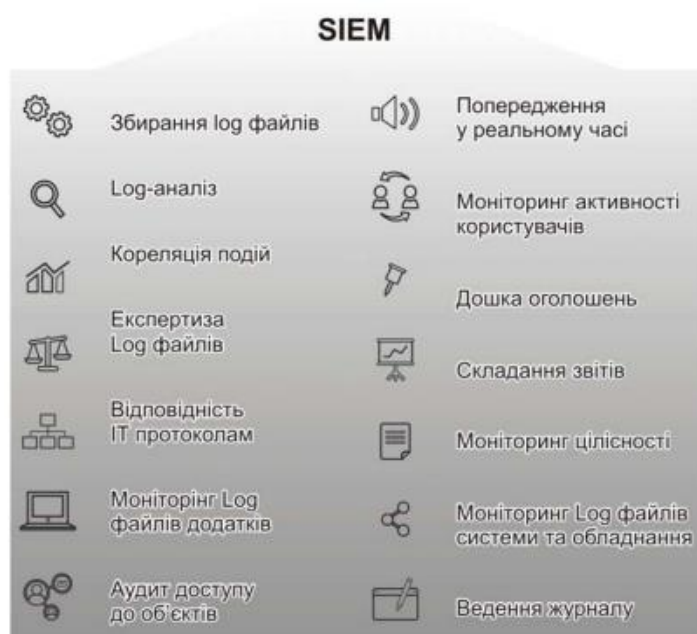 SIEM
Збирання log файлів
Log-аналіз
Кореляція подій
Експертиза
Log файлів
Відповідність
ІТ протоколам
Моніторінг Log
файлів додатків
Аудит доступу
до об'єктів
Попередження
у реальному часі
Моніторинг активності
користувачів
Дошка оголошень
Складання звітів
Моніторинг цілісності
Моніторинг Log файлів
системи та обладнання
Ведення журналу